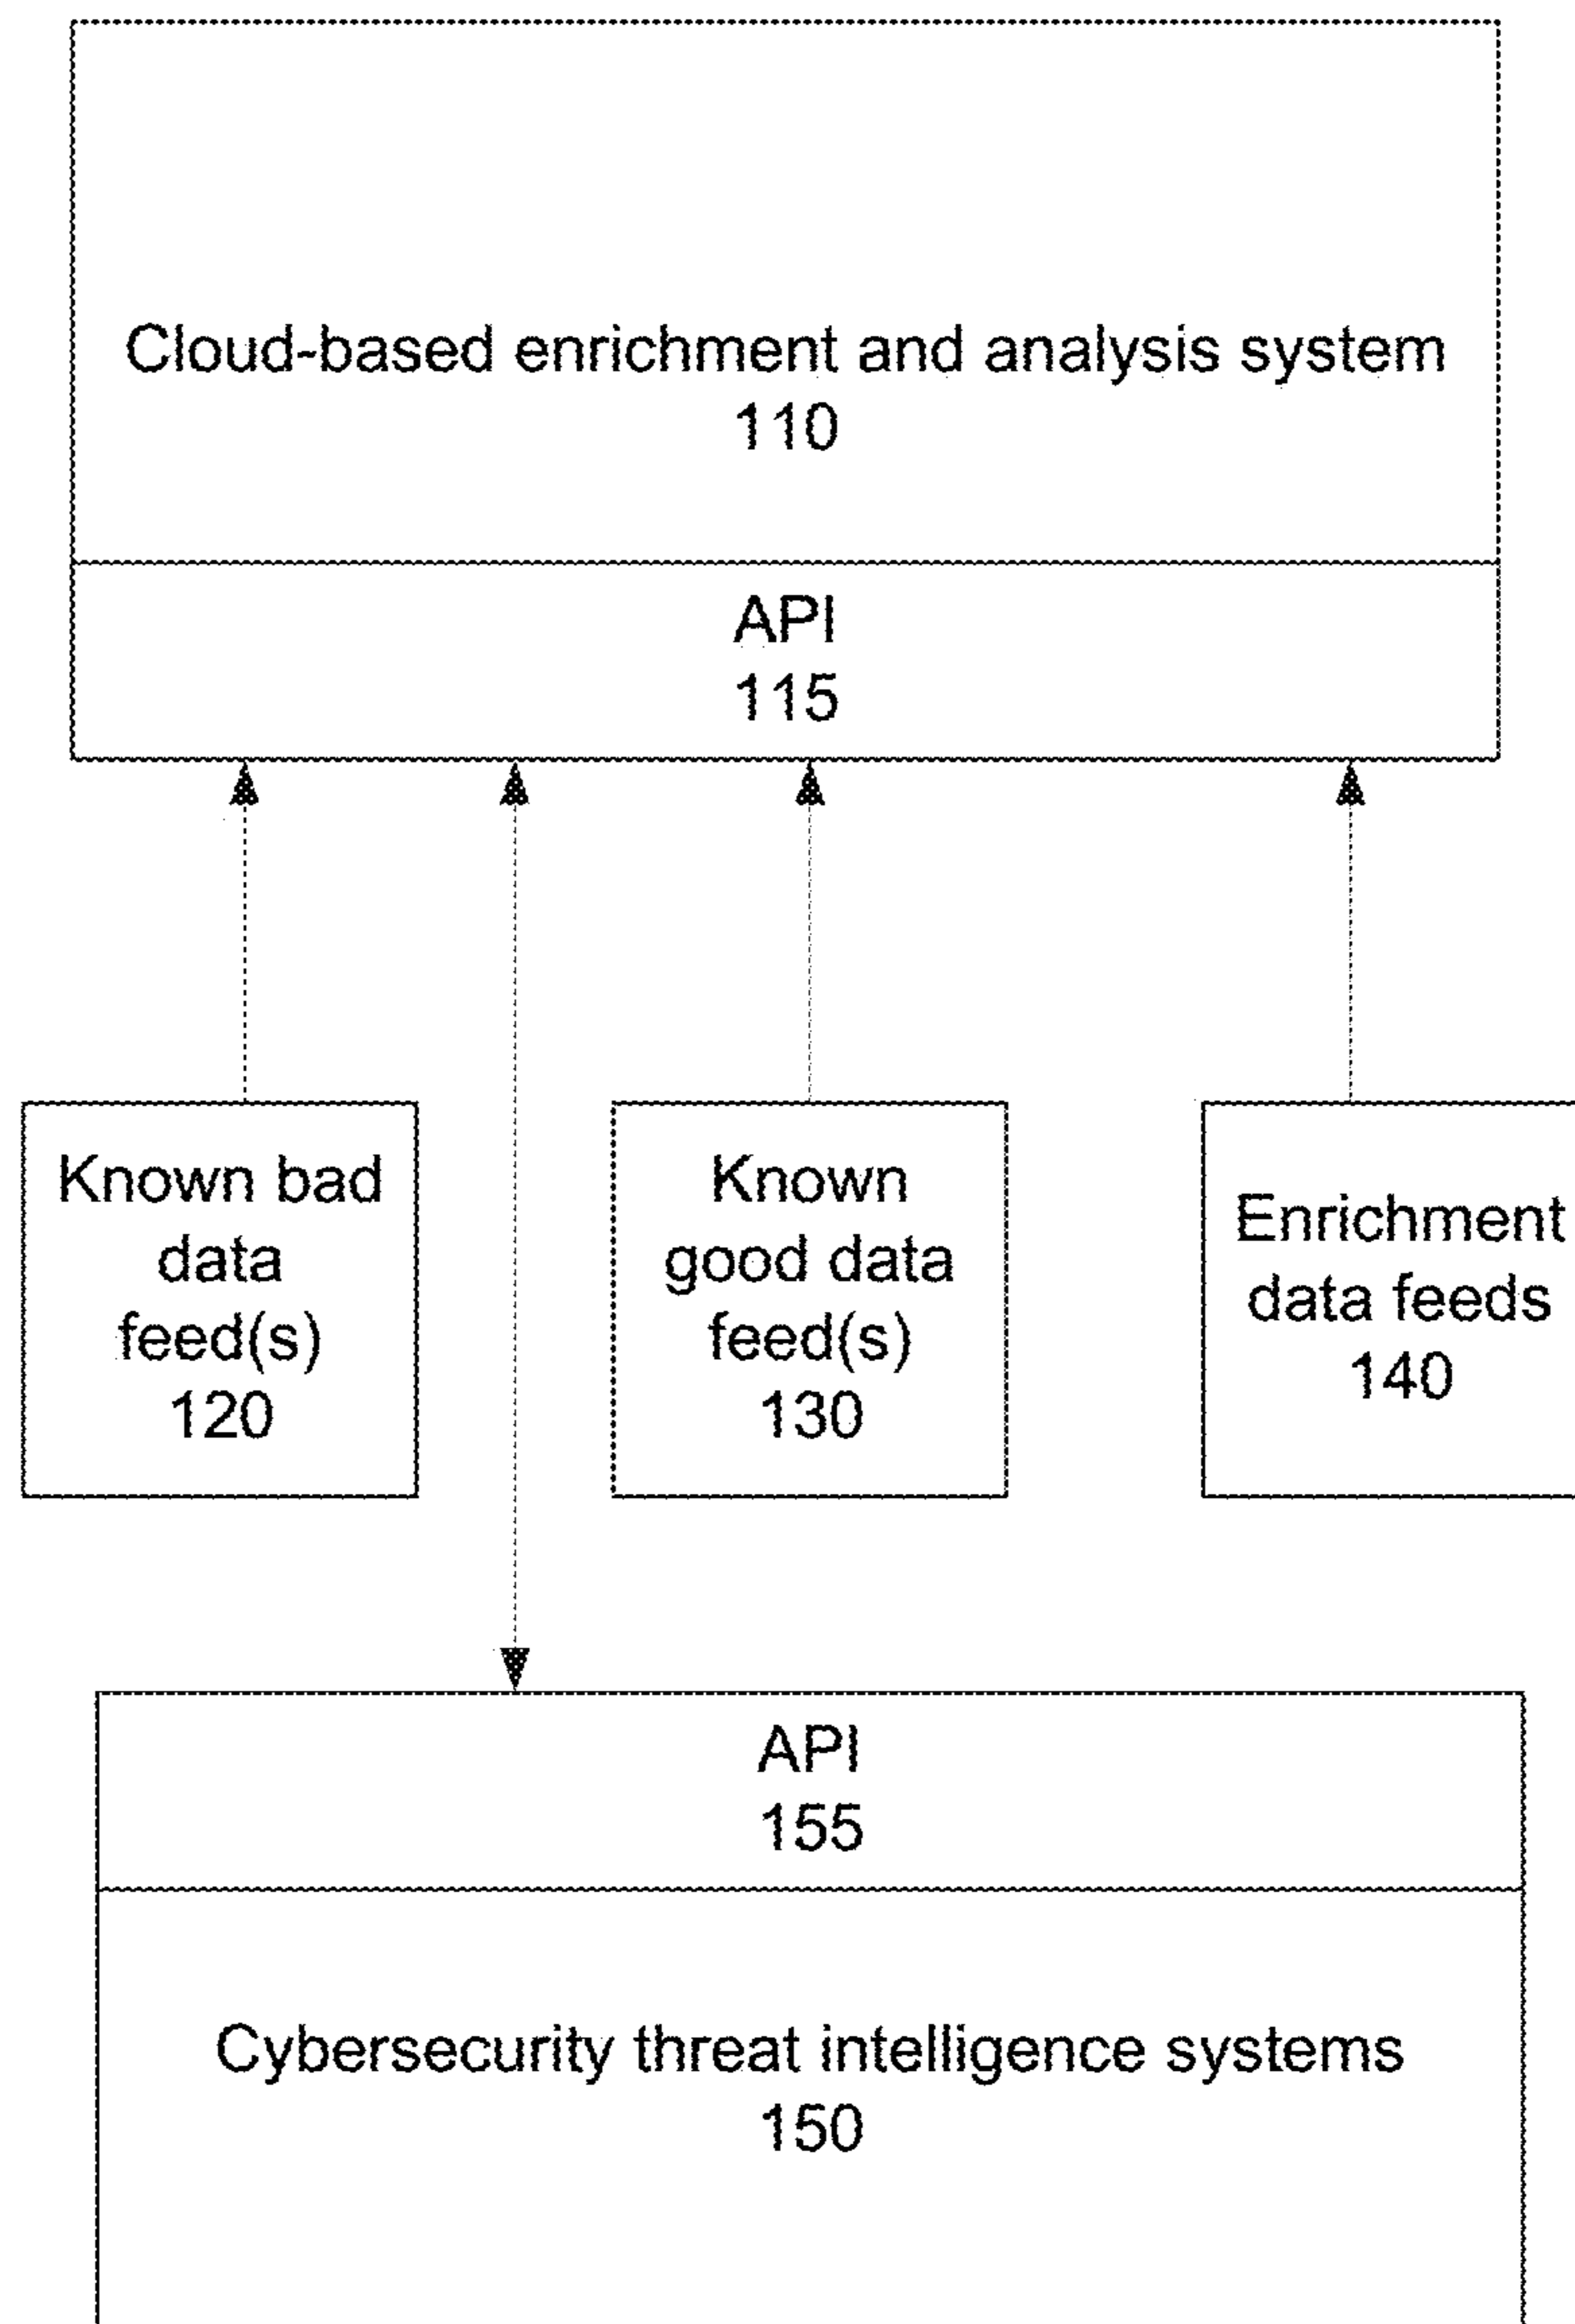 Cloud-based enrichment and analysis system
110
API
115
Known bad
data
feed(s)
120
Known
good data
feed(s)
130
Enrichment
data feeds
140
API
155
Cybersecurity threat intelligence systems
150